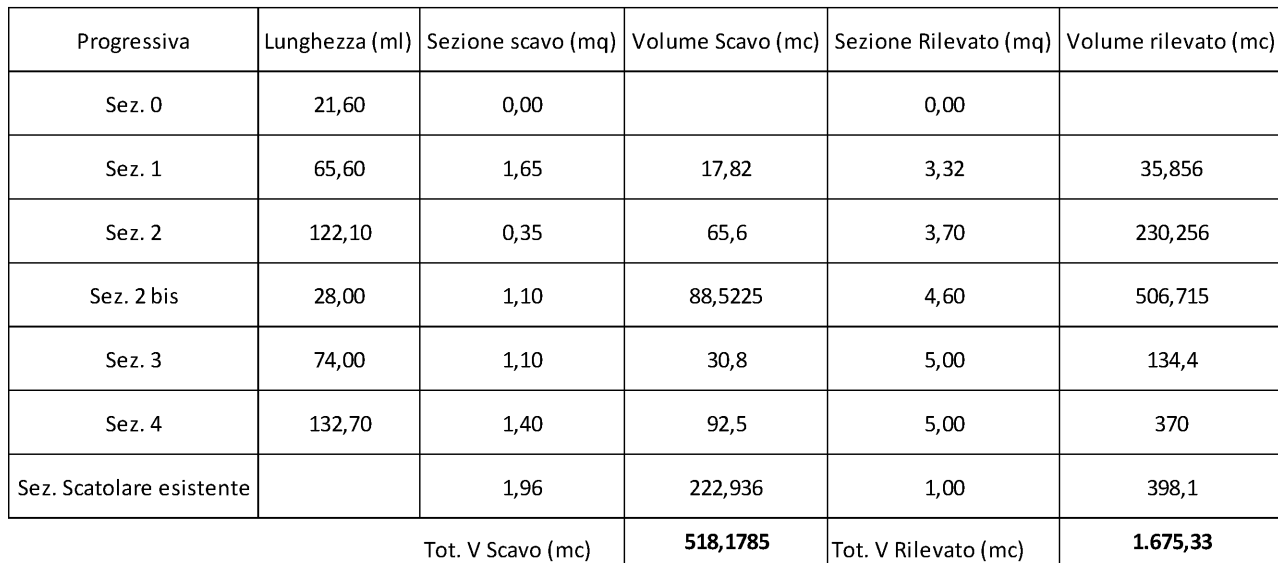 Progressiva Lunghezza (ml) Sezione scavo (mq) Volume Scavo (mc) Sezione Rilevato (mq) Volume rilevato (mc)
Sez. 0 21,60 0,00 0,00
Sez. 1 65,60 1,65 17,82 3,32 35,856
Sez. 2 122,10 0,35 65,6 3,70 230,256
Sez. 2 bis 28,00 1,10 88,5225 4,60 506,715
Sez. 3 74,00 1,10 30,8 5,00 134,4
Sez. 4 132,70 1,40 92,5 5,00 370
Sez. Scatolare esistente 1,96 222,936 1,00 398,1
Tot. V Scavo (mc) 518,1785 Tot. V Rilevato (mc) 1.675,33